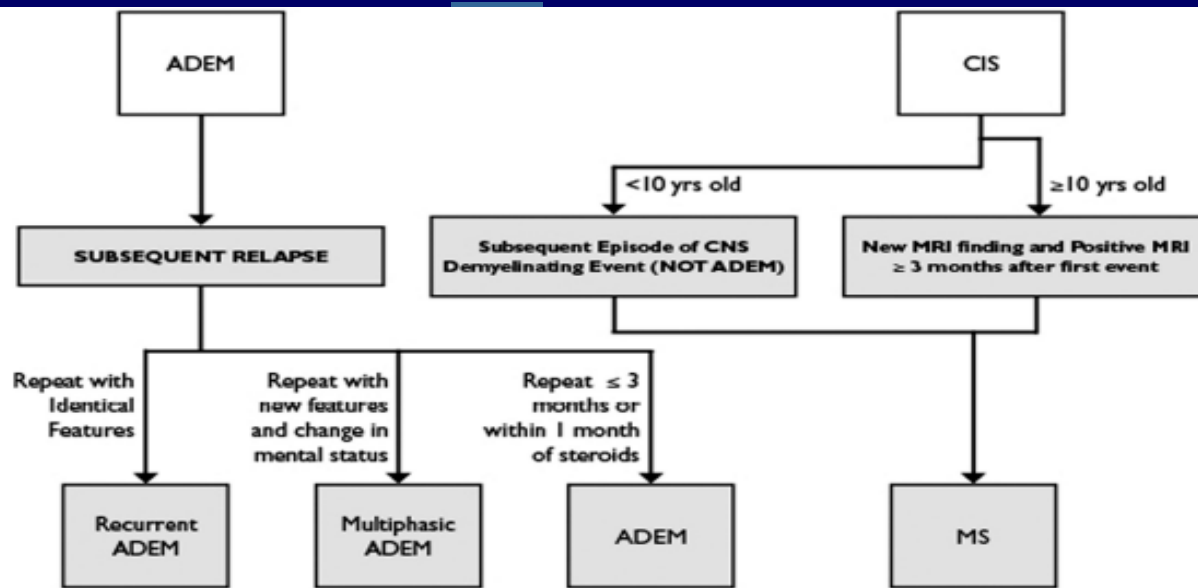 ADEM
CIS
<10 yrs old
≥10 yrs old
SUBSEQUENT RELAPSE
Subsequent Episode of CNS
Demyelinating Event (NOT ADEM)
New MRI finding and Positive MRI
≥ 3 months after first event
Repeat with
Identical
Features
Repeat with
new features
and change in
mental status
Repeat ≤ 3
months or
within 1 month
of steroids
Recurrent
ADEM
Multiphasic
ADEM
ADEM
MS